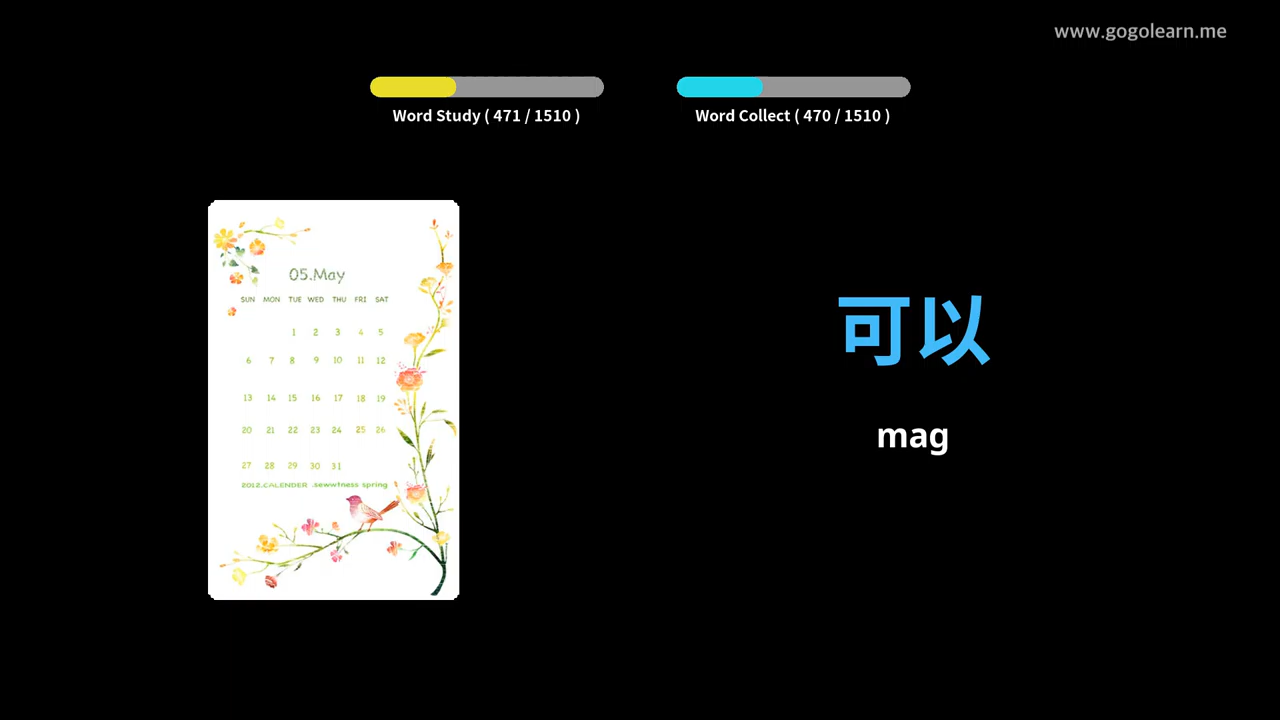 www.gogolearn.me
Word Study ( 471 / 1510 )
Word Collect ( 470 / 1510 )
05.May
SUN MON TUE WED THU FRI SAT
1 2 3 4 5
6 7 8 9 10 11 12
13 14 15 16 17 18 19
20 21 22 23 24 25 26
27 28 29 30 31
2012.CALENDER .sewwtness spring
可以
mag